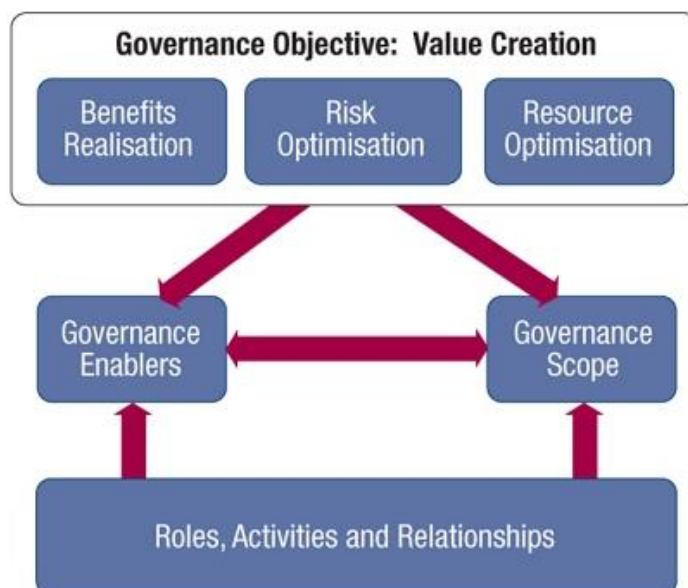 Governance Objective: Value Creation
Benefits
Realisation
Risk
Optimisation
Resource
Optimisation
Governance
Enablers
Governance
Scope
Roles, Activities and Relationships